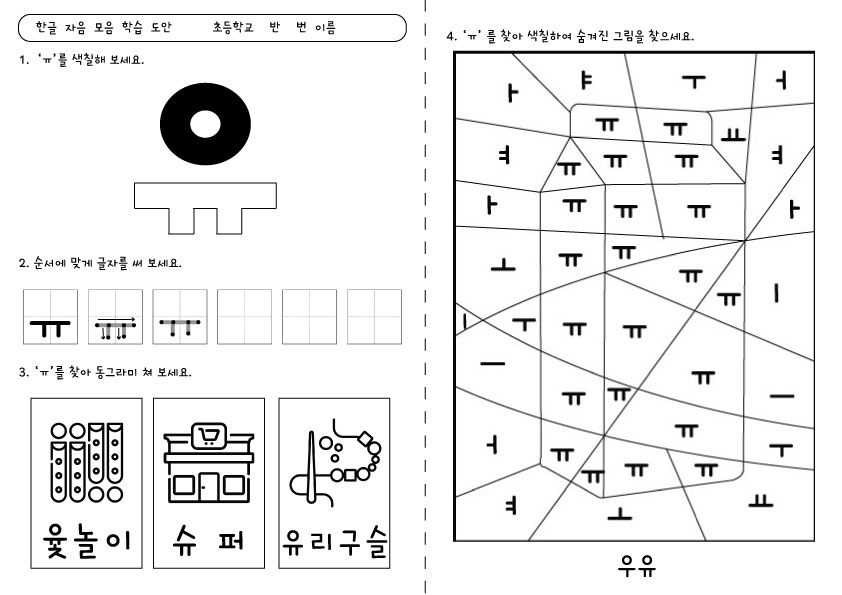 한글 자음 모음 학습 도안 초등학교 반 번 이름
1. ‘ㅠ’를 색칠해 보세요.
ㅠ
2. 순서에 맞게 글자를 써 보세요.
ㅠ ㅠ ㅠ
3. ‘ㅠ’를 찾아 동그라미 쳐 보세요.
윷놀이
슈 퍼
유리구슬
4. ‘ㅠ’ 를 찾아 색칠하여 숨겨진 그림을 찾으세요.
ㅏ ㅑ ㅜ ㅓ
ㅠ ㅠ ㅛ
ㅕ ㅠ ㅠ ㅠ ㅕ
ㅏ ㅠ ㅠ ㅠ ㅏ
ㅗ ㅠ ㅠ ㅠ
ㅠ ㅣ
ㅣ ㅜ ㅠ ㅠ
ㅡ ㅠ
ㅠ ㅠ ㅡ
ㅓ ㅠ ㅠ ㅜ
ㅠ ㅠ ㅠ
ㅕ ㅗ ㅛ
우유